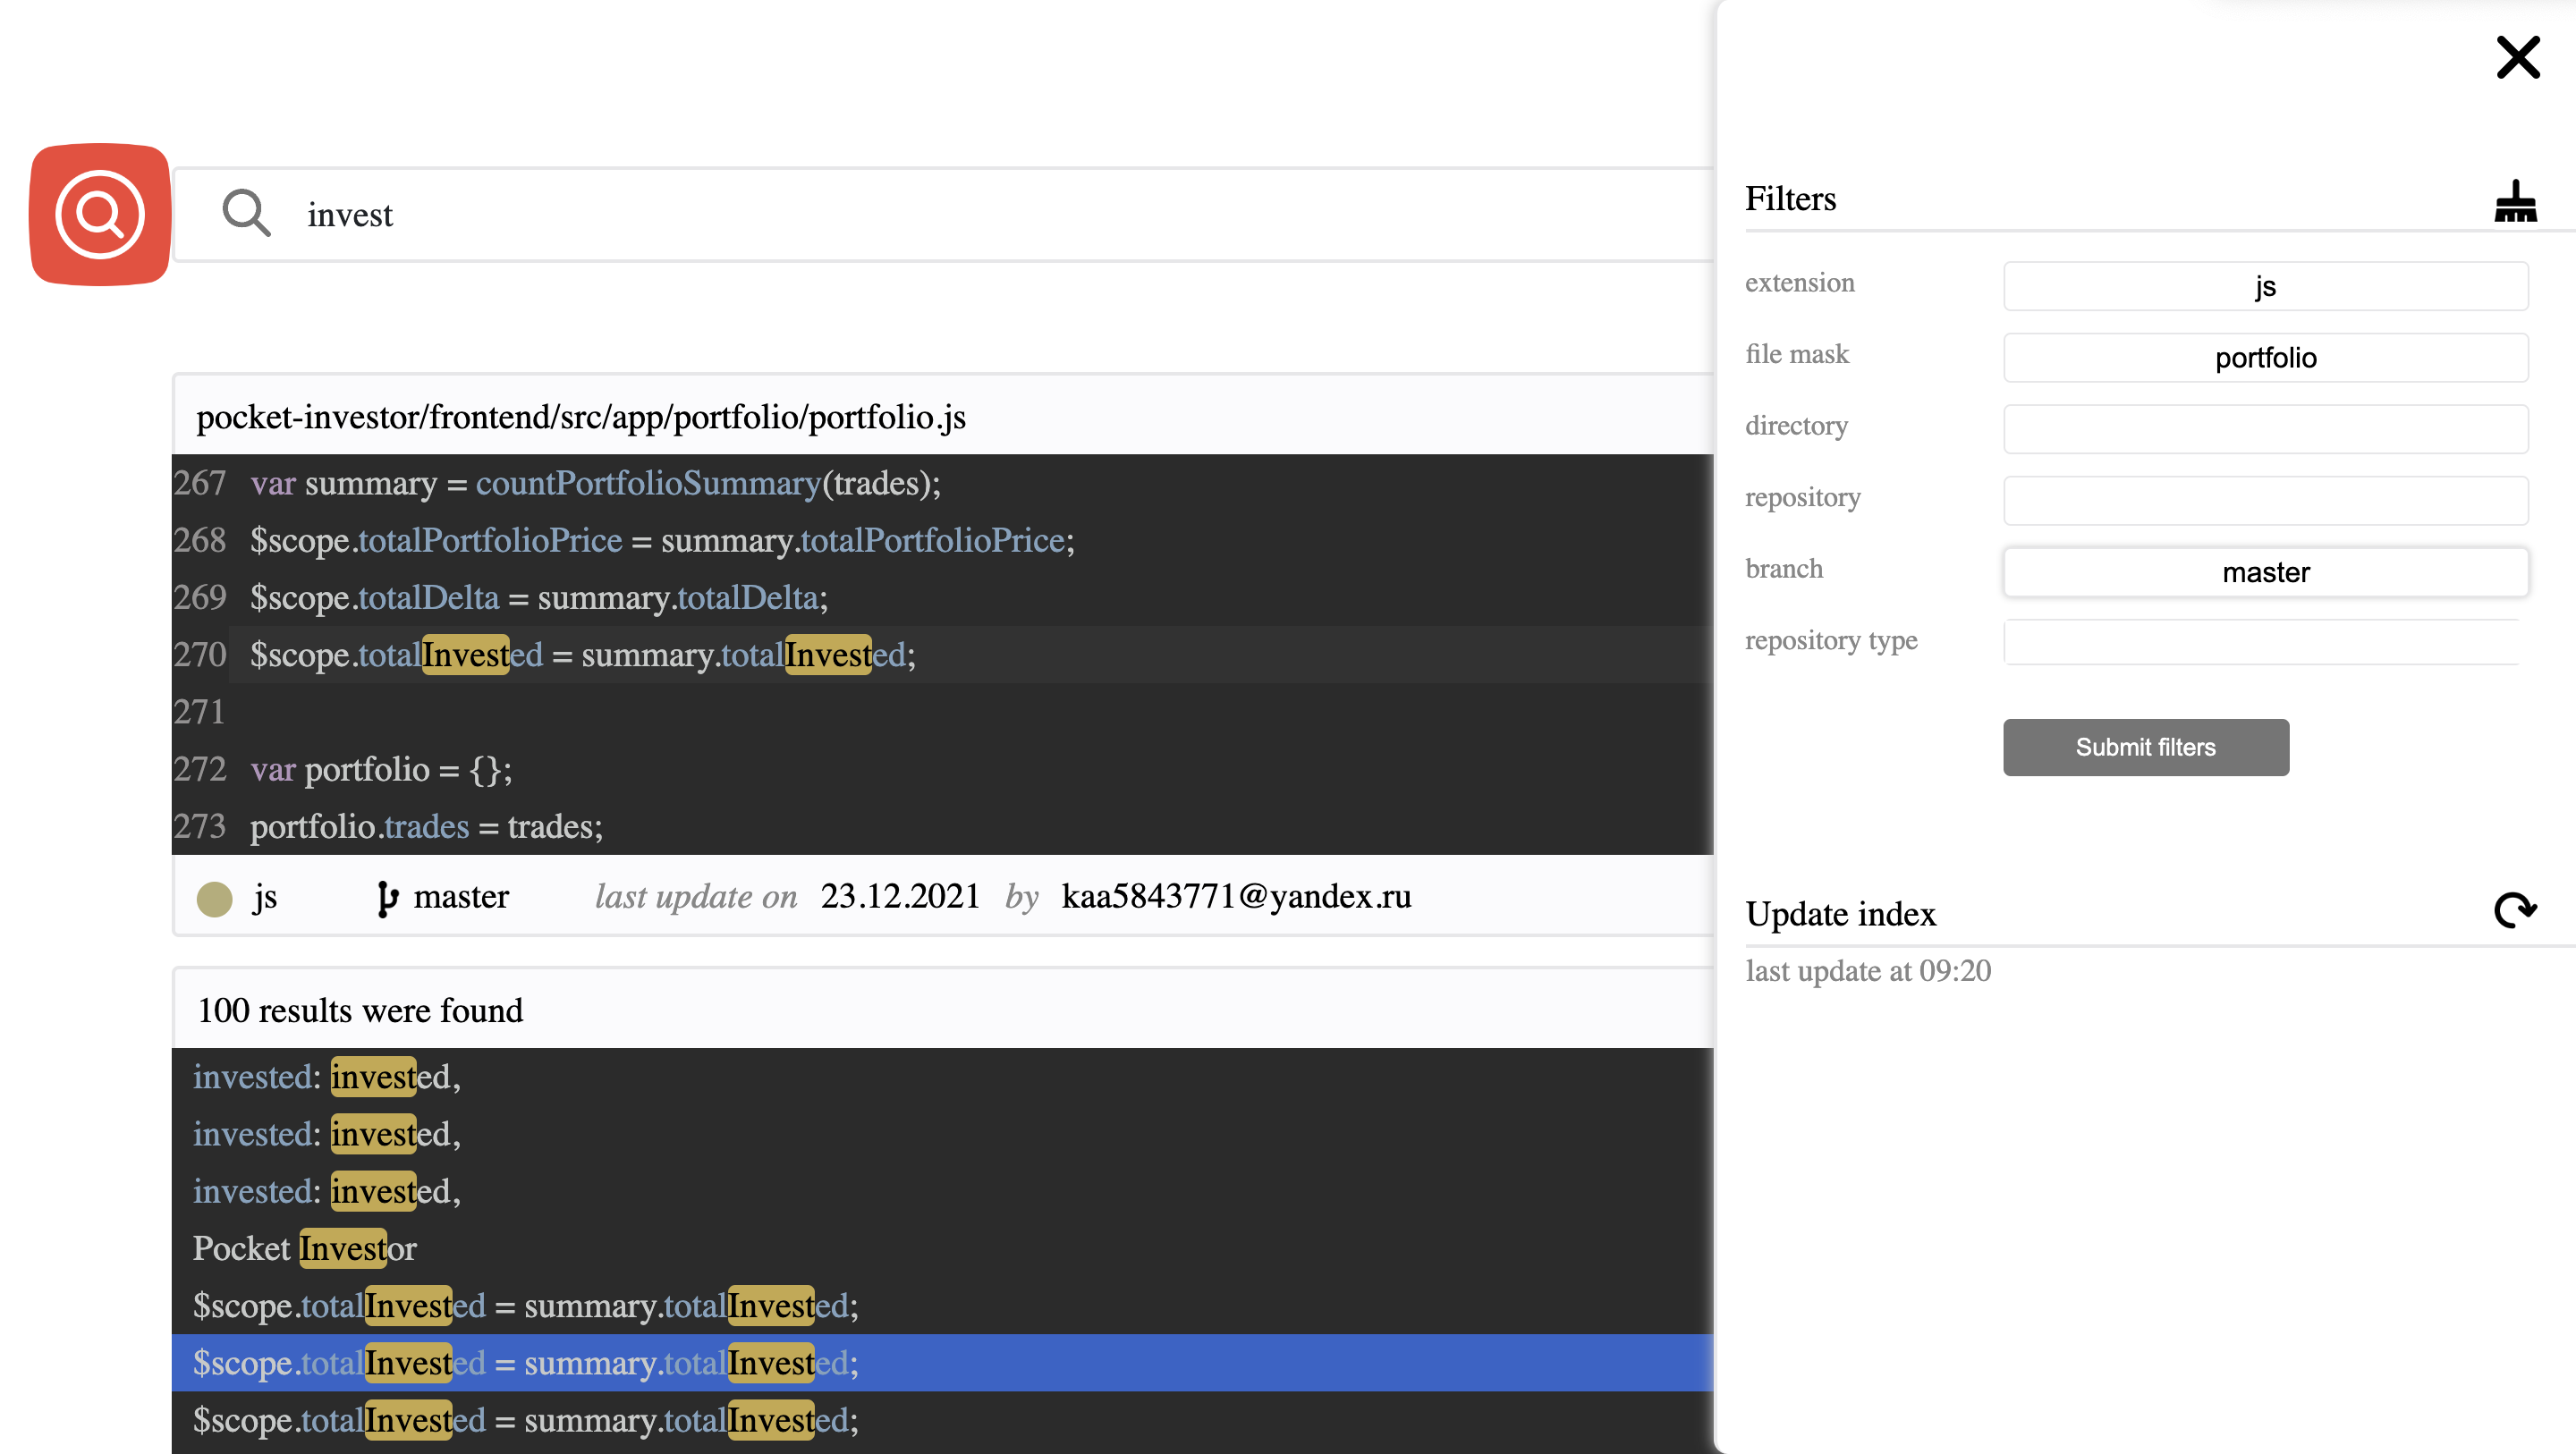 invest
pocket-investor/frontend/src/app/portfolio/portfolio.js
267 var summary = countPortfolioSummary(trades);
268 $scope.totalPortfolioPrice = summary.totalPortfolioPrice;
269 $scope.totalDelta = summary.totalDelta;
270 $scope.totalInvested = summary.totalInvested;
271
272 var portfolio = {};
273 portfolio.trades = trades;
js master last update on 23.12.2021 by kaa5843771@yandex.ru
100 results were found
invested: invested,
invested: invested,
invested: invested,
Pocket Investor
$scope.totalInvested = summary.totalInvested;
$scope.totalInvested = summary.totalInvested;
$scope.totalInvested = summary.totalInvested;
Filters
extension js
file mask portfolio
directory
repository
branch master
repository type
Submit filters
Update index
last update at 09:20